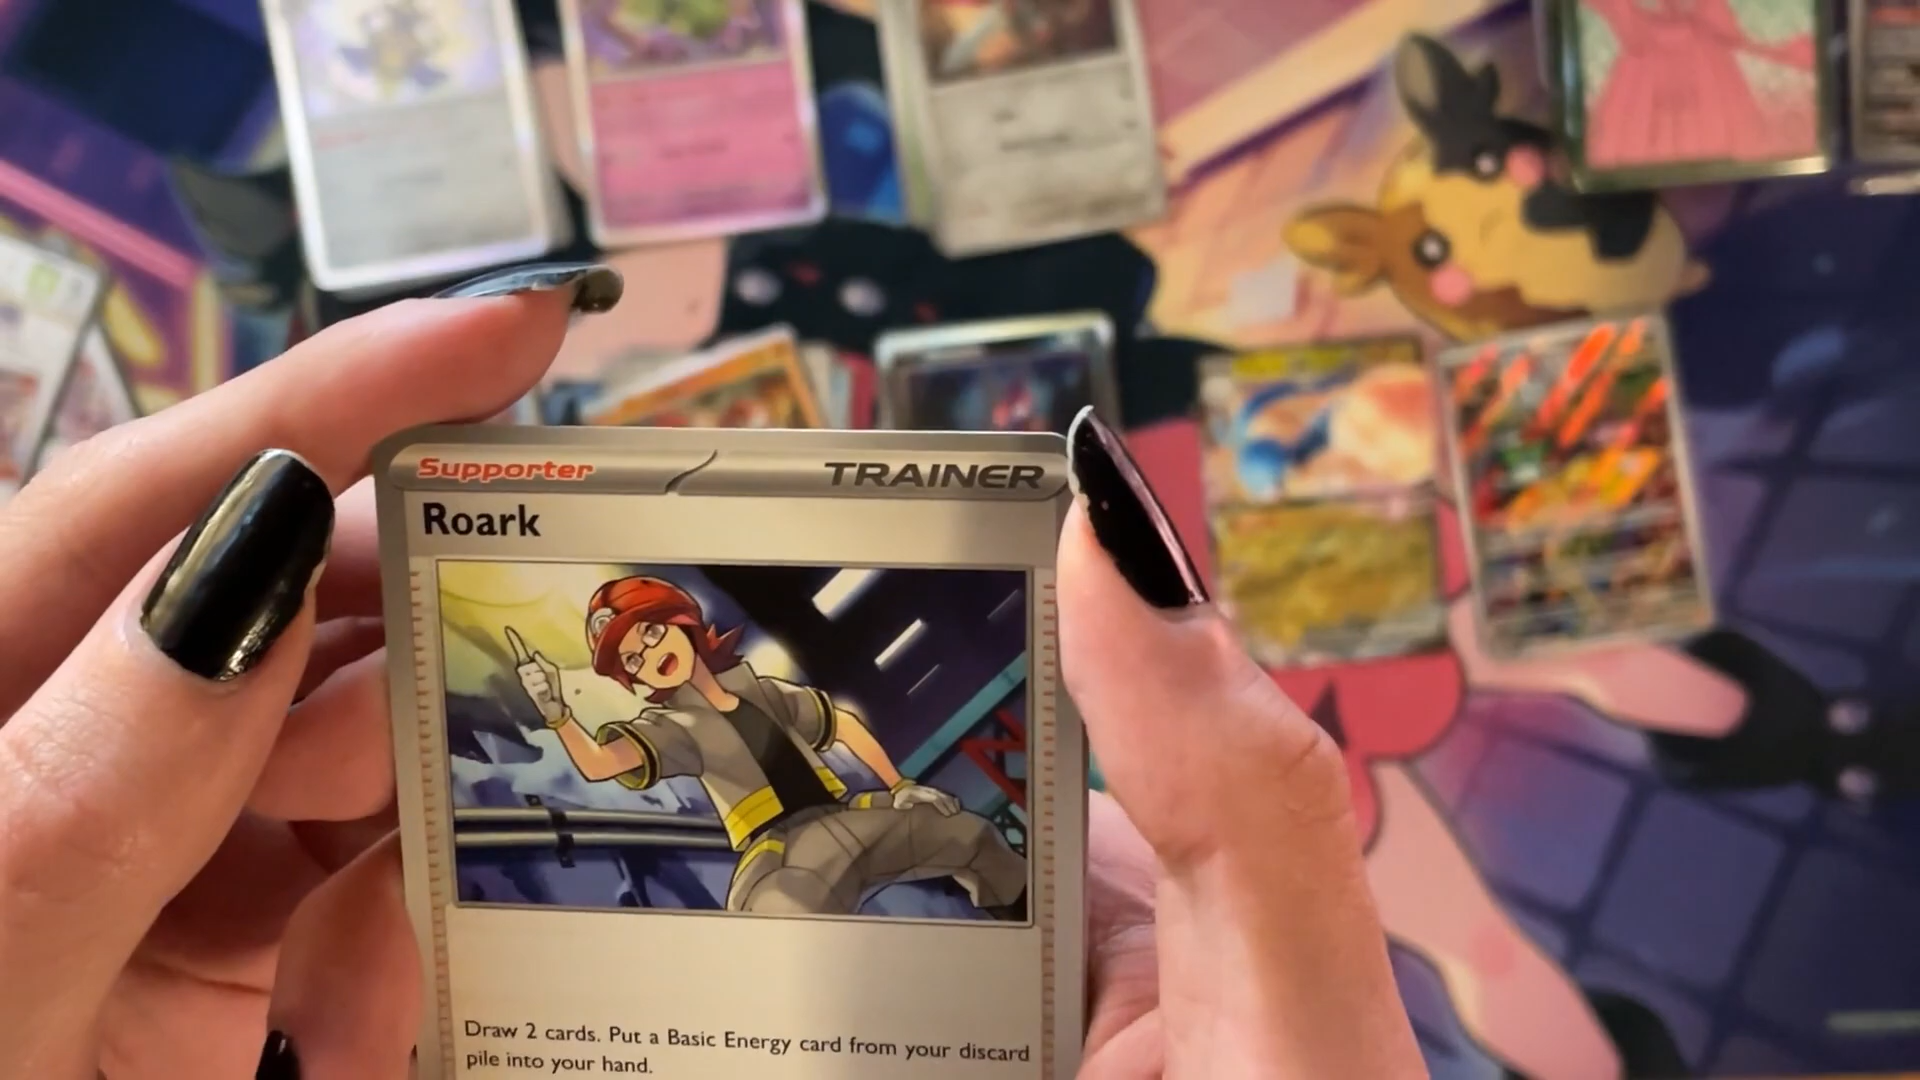 Supporter
TRAINER
Roark
Draw 2 cards. Put a Basic Energy card from your discard
pile into your hand.